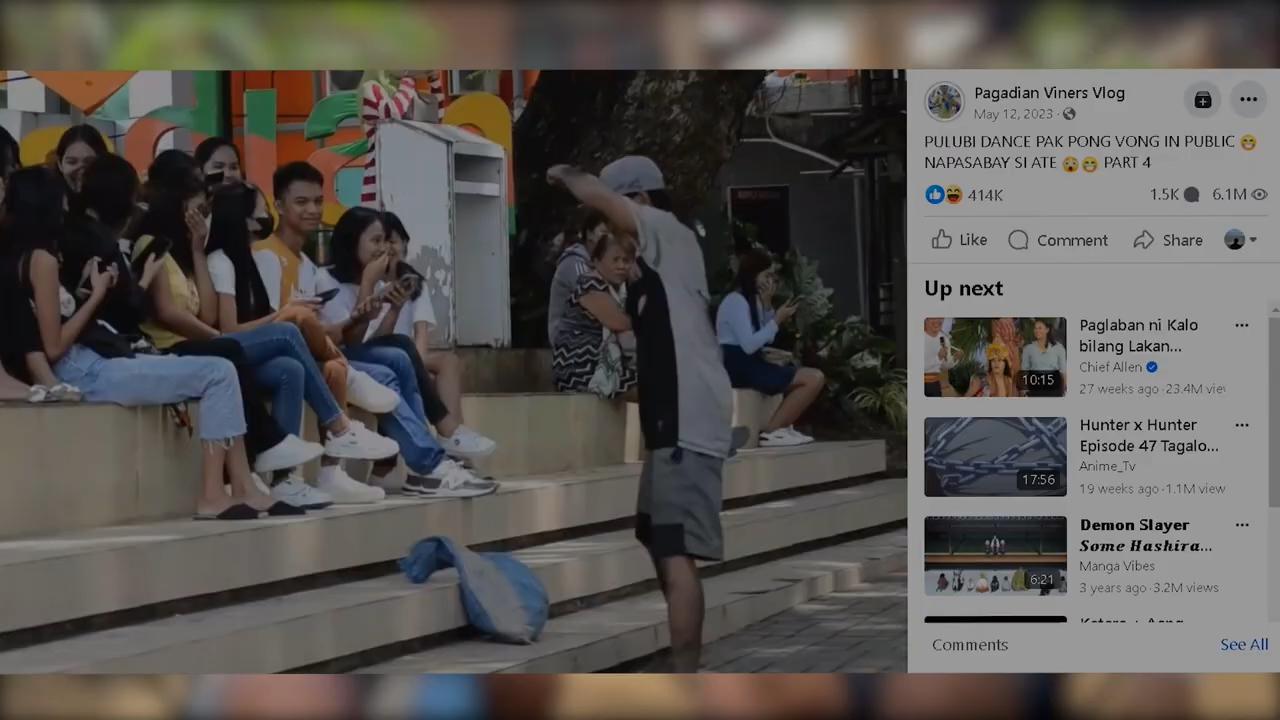 Pagadian Viners Vlog
May 12, 2023 ·
PULUBI DANCE PAK PONG VONG IN PUBLIC 😁
NAPASABAY SI ATE 😧😁 PART 4
414K
1.5K
6.1M
Like
Comment
Share
Up next
Paglaban ni Kalo
bilang Lakan...
Chief Allen
27 weeks ago · 23.4M
10:15
Hunter x Hunter
Episode 47 Tagalo...
Anime_Tv
19 weeks ago · 1.1M view
17:56
Demon Slayer
Some Hashira...
Manga Vibes
3 years ago · 3.2M views
6:21
Comments
See All